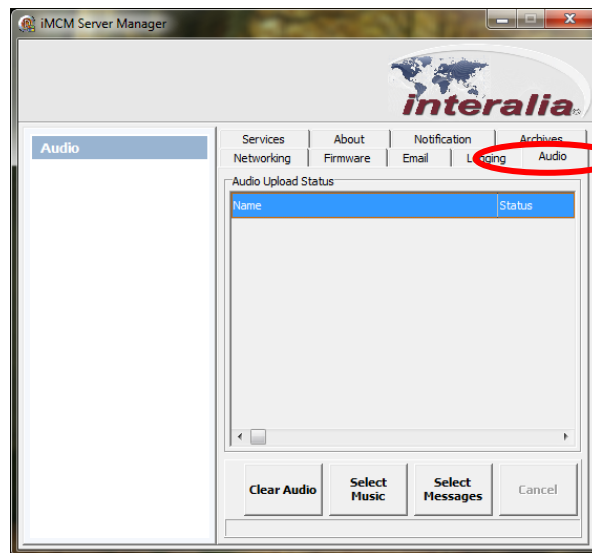 iMCM Server Manager
interalia
Audio
Services About Notification Archives
Networking Firmware Email Logging Audio
Audio Upload Status
Name Status
Clear Audio Select Music Select Messages Cancel